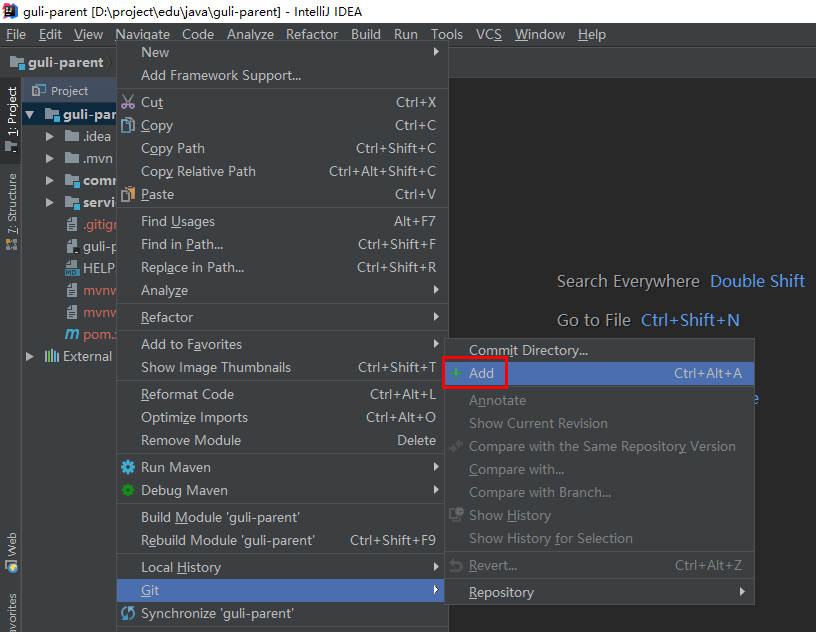 guli-parent [D:\project\edu\java\guli-parent] - IntelliJ IDEA
File Edit View Navigate Code Analyze Refactor Build Run Tools VCS Window Help
guli-parent
1: Project
7: Structure
Web
Project
guli-par
.idea
.mvn
comm
servi
.gitig
guli-p
HELP
mvnw
mvnw
pom.
External
New
Add Framework Support...
Cut Ctrl+X
Copy Ctrl+C
Copy Path Ctrl+Shift+C
Copy Relative Path Ctrl+Alt+Shift+C
Paste Ctrl+V
Find Usages Alt+F7
Find in Path... Ctrl+Shift+F
Replace in Path... Ctrl+Shift+R
Analyze
Refactor
Add to Favorites
Show Image Thumbnails Ctrl+Shift+T
Reformat Code Ctrl+Alt+L
Optimize Imports Ctrl+Alt+O
Remove Module Delete
Run Maven
Debug Maven
Build Module 'guli-parent'
Rebuild Module 'guli-parent' Ctrl+Shift+F9
Local History
Git
Synchronize 'guli-parent'
Search Everywhere Double Shift
Go to File Ctrl+Shift+N
Commit Directory...
Add Ctrl+Alt+A
Annotate
Show Current Revision
Compare with the Same Repository Version
Compare with...
Compare with Branch...
Show History
Show History for Selection
Revert... Ctrl+Alt+Z
Repository